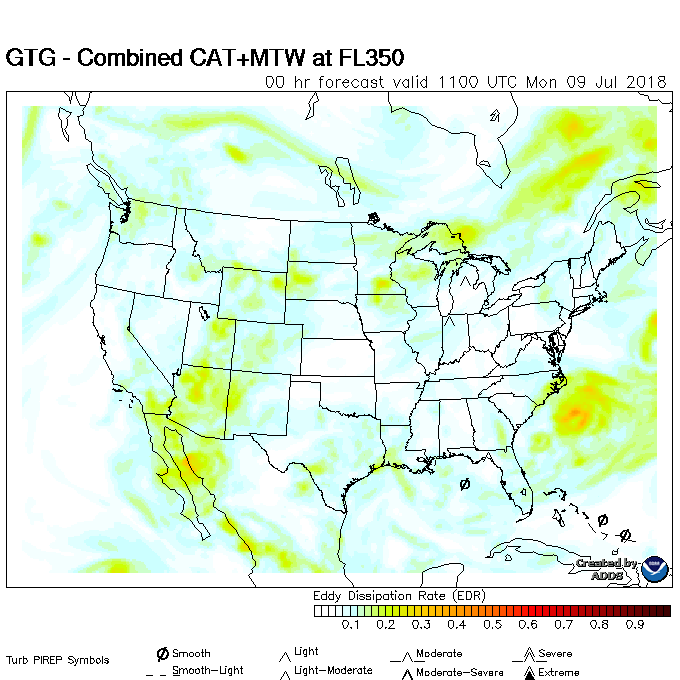 GTG - Combined CAT+MTW at FL350
00 hr forecast valid 1100 UTC Mon 09 Jul 2018
Created by
ADDS
Eddy Dissipation Rate (EDR)
0.1 0.2 0.3 0.4 0.5 0.6 0.7 0.8 0.9
Turb PIREP Symbols
Smooth Light Moderate Severe
Smooth-Light Light-Moderate Moderate-Severe Extreme